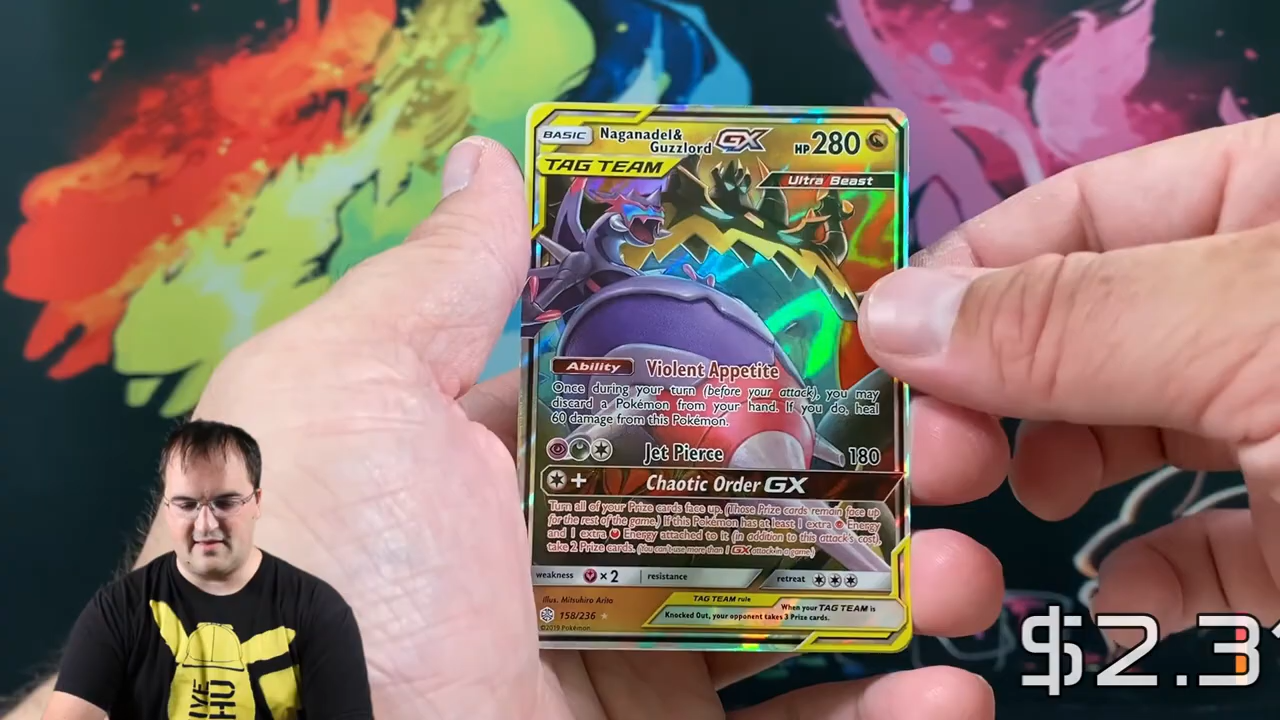 BASIC Naganadel& GX HP 280
Guzzlord
TAG TEAM
Ultra Beast
Ability Violent Appetite
Once during your turn (before your attack), you may
discard a Pokémon from your hand. If you do, heal
60 damage from this Pokémon.
Jet Pierce 180
+ Chaotic Order GX
Turn all of your Prize cards face up. (Those Prize cards remain face up
for the rest of the game.) If this Pokémon has at least 1 extra Energy
and 1 extra Energy attached to it (in addition to this attack's cost),
take 2 Prize cards. (You can't use more than 1 GX attack in a game.)
weakness ×2 resistance retreat
illus. Mitsuhiro Arita
158/236
©2019 Pokémon
TAG TEAM rule
When your TAG TEAM is
Knocked Out, your opponent takes 3 Prize cards.
$2.3